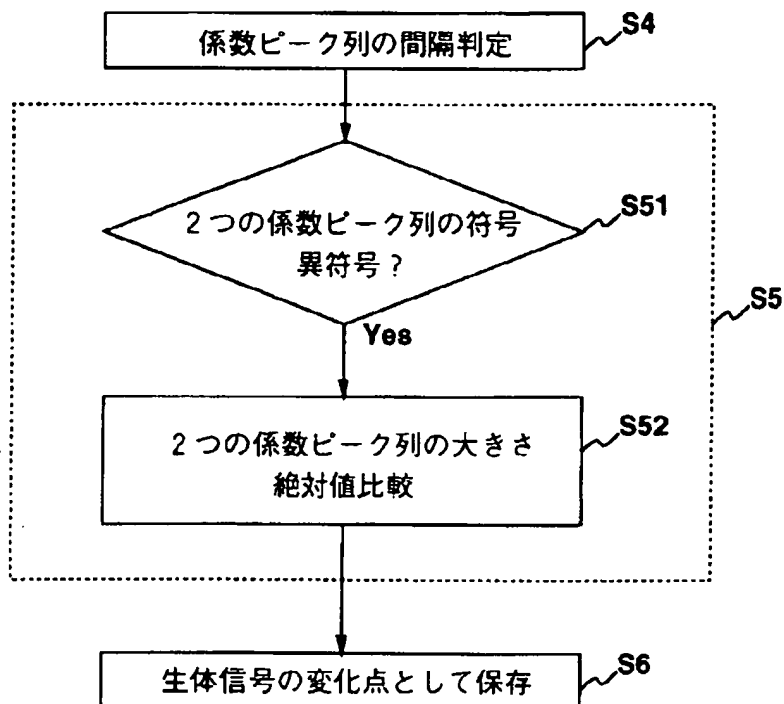 係数ピーク列の間隔判定
S4
2つの係数ピーク列の符号
異符号？
S51
S5
Yes
2つの係数ピーク列の大きさ
絶対値比較
S52
生体信号の変化点として保存
S6